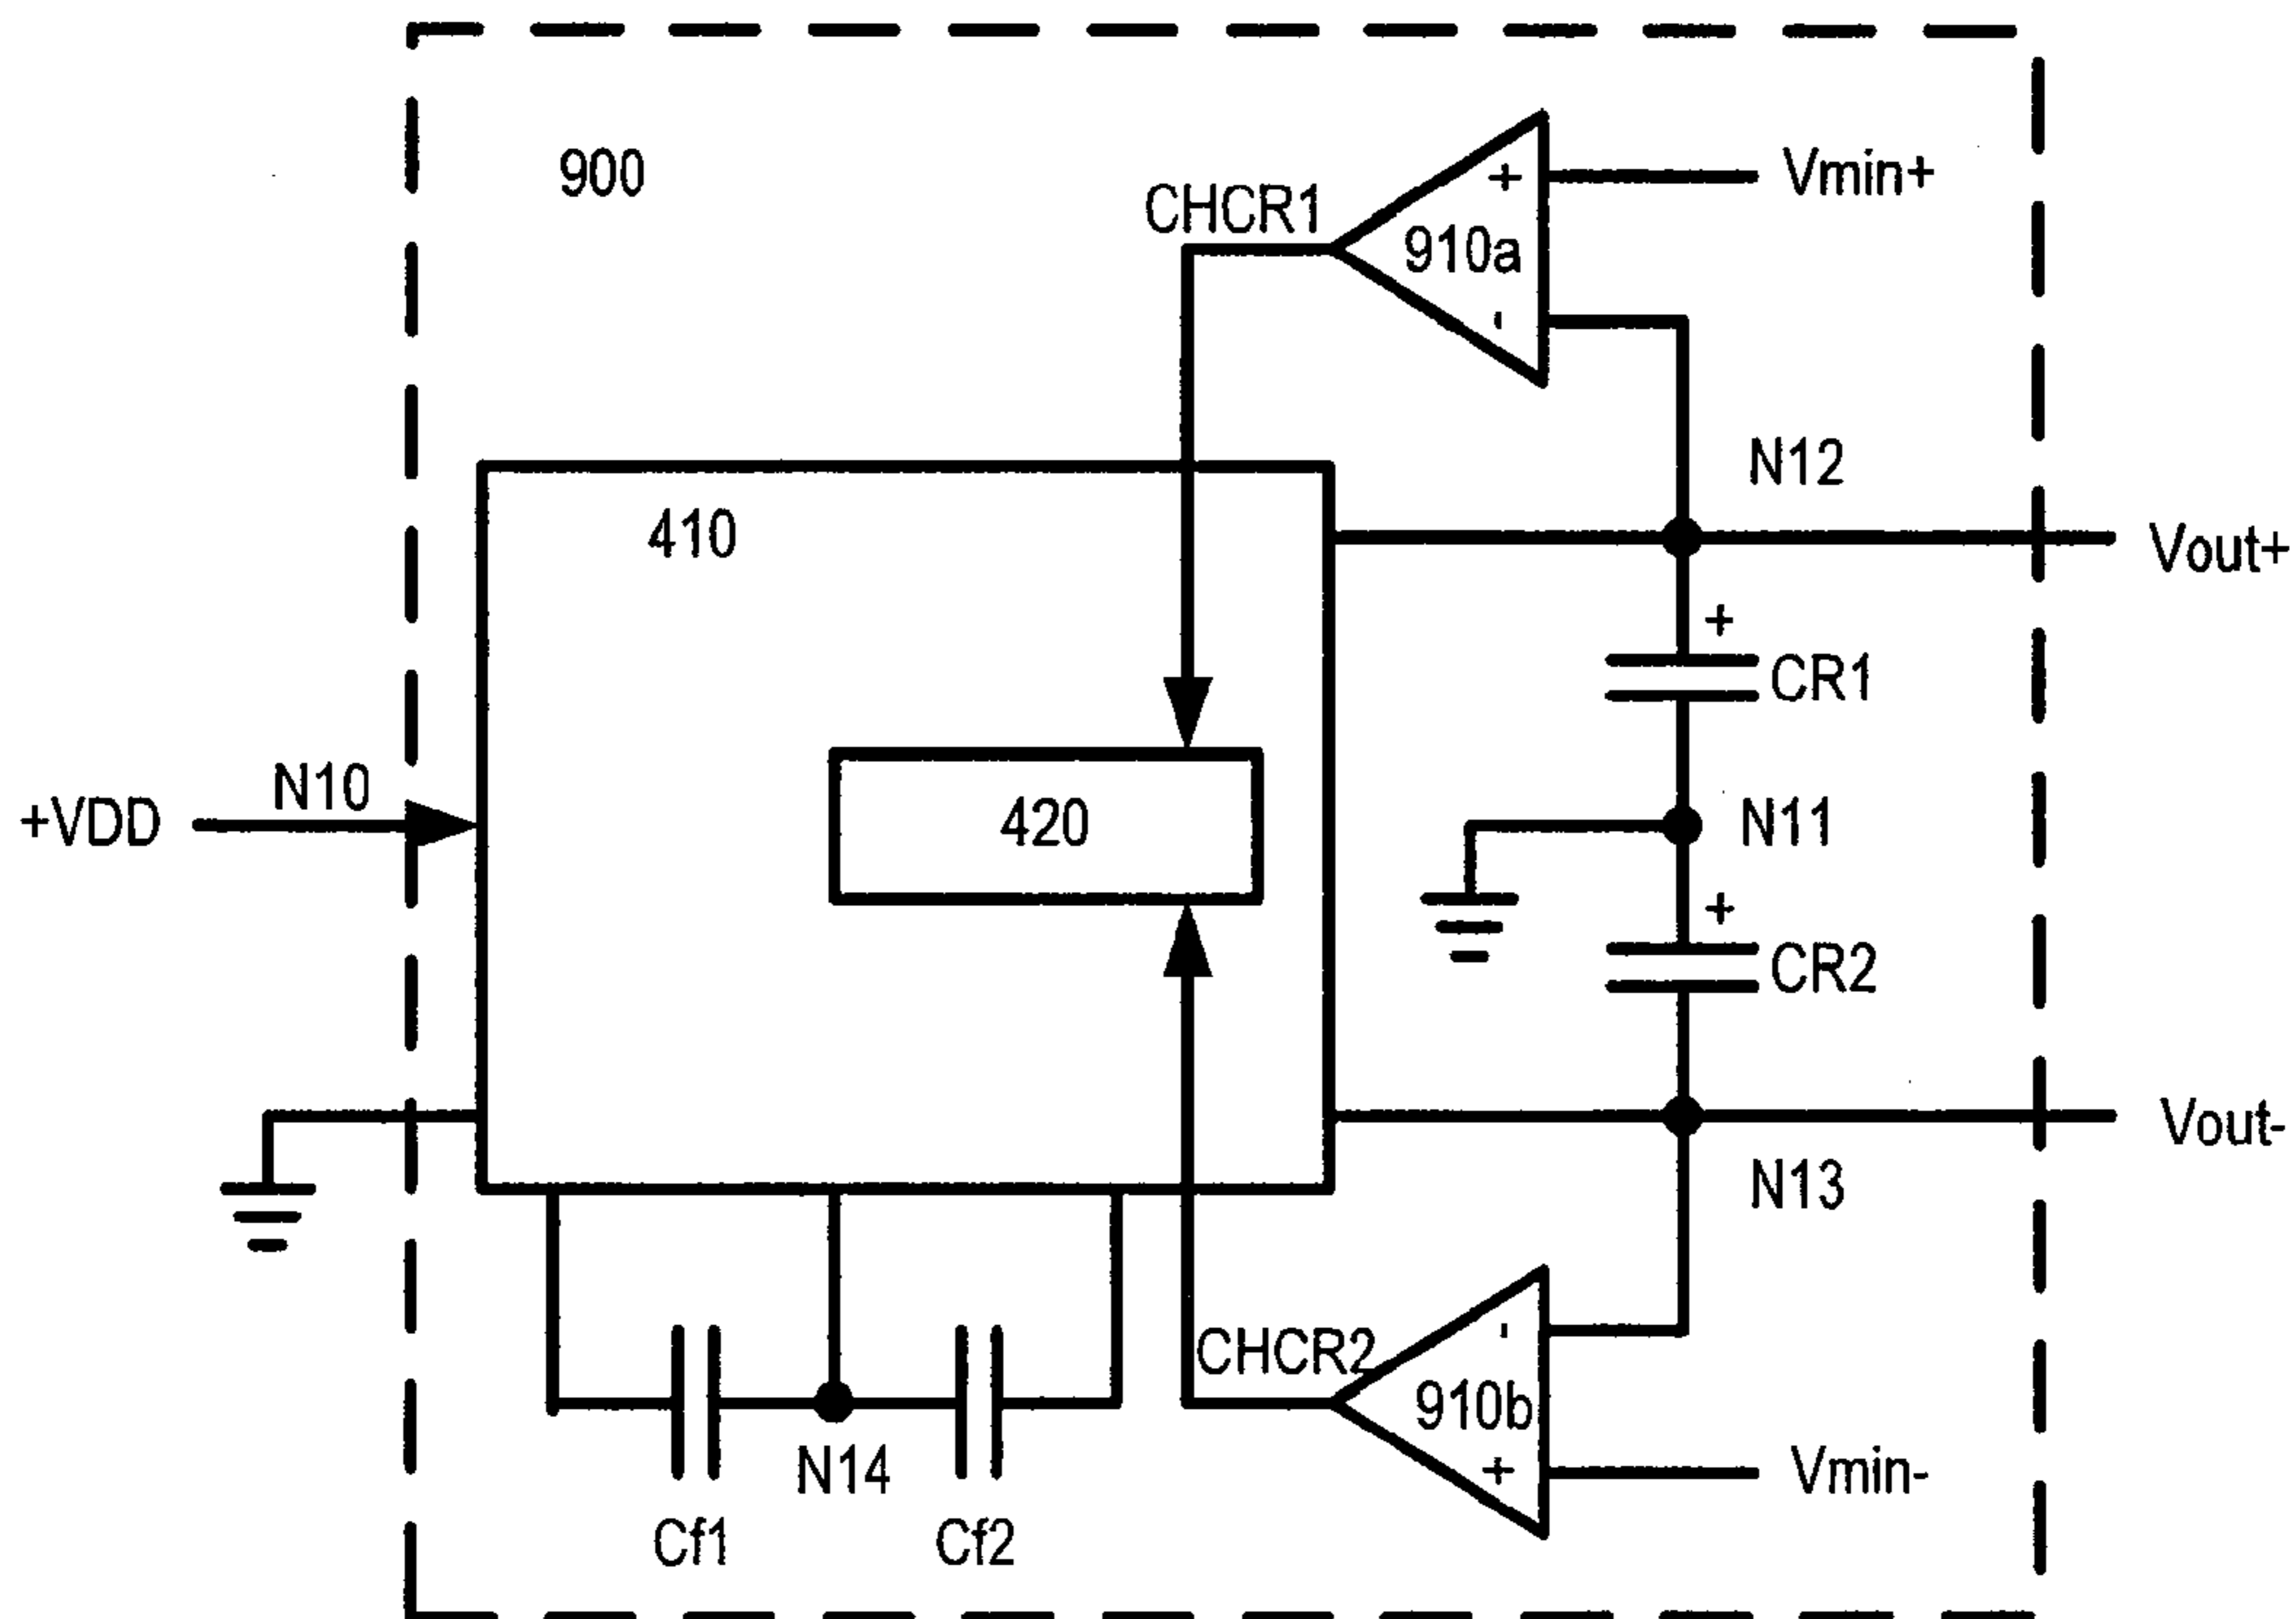 900
Vmin+
CHCR1
+
910a
-
N12
410
Vout+
+
CR1
N10
+VDD
420
N11
+
CR2
Vout-
N13
-
CHCR2
910b
N14
+
Vmin-
Cf1
Cf2